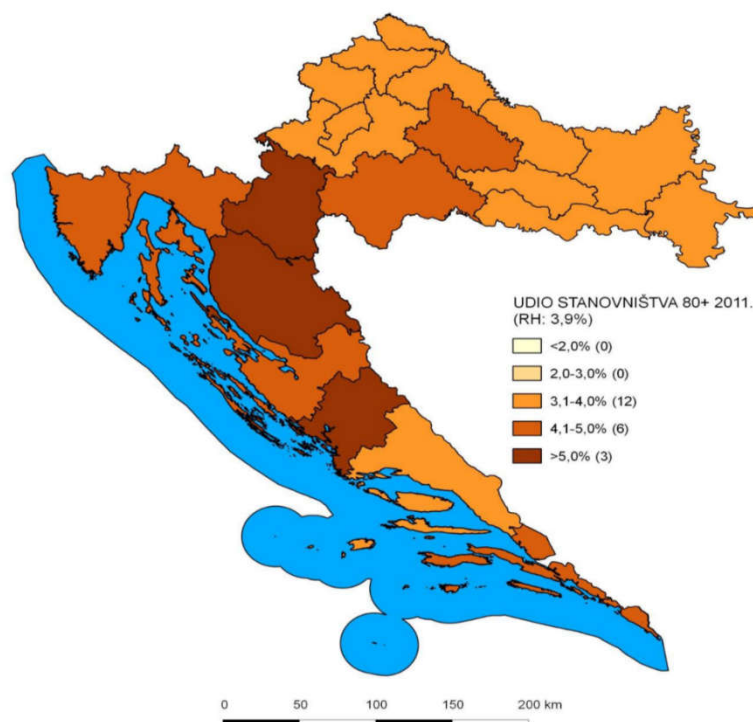 UDIO STANOVNIŠTVA 80+ 2011.
(RH: 3,9%)
<2,0% (0)
2,0-3,0% (0)
3,1-4,0% (12)
4,1-5,0% (6)
>5,0% (3)
0 50 100 150 200 km